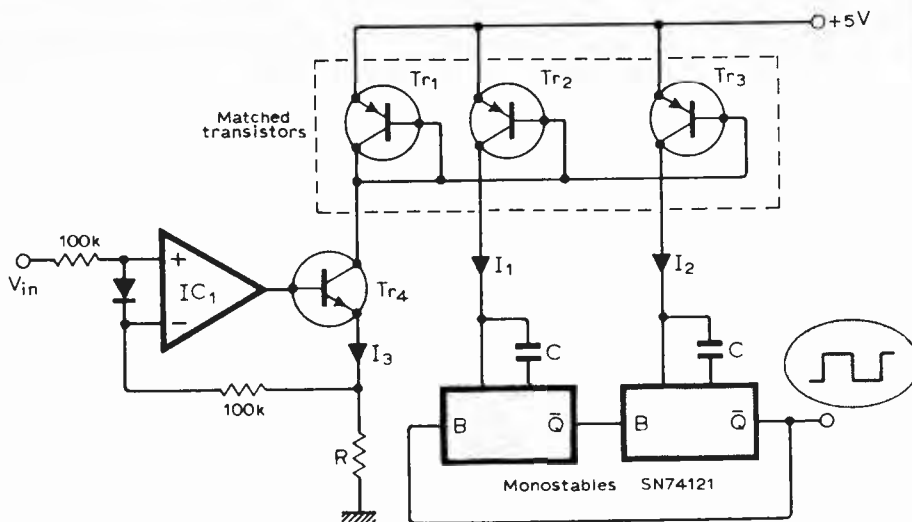 +5V
Tr₁
Tr₂
Tr₃
Matched
transistors
100k
Vin
+
−
IC₁
Tr₄
I₁
I₂
I₃
C
C
100k
R
B
Q̄
B
Q̄
Monostables SN74121